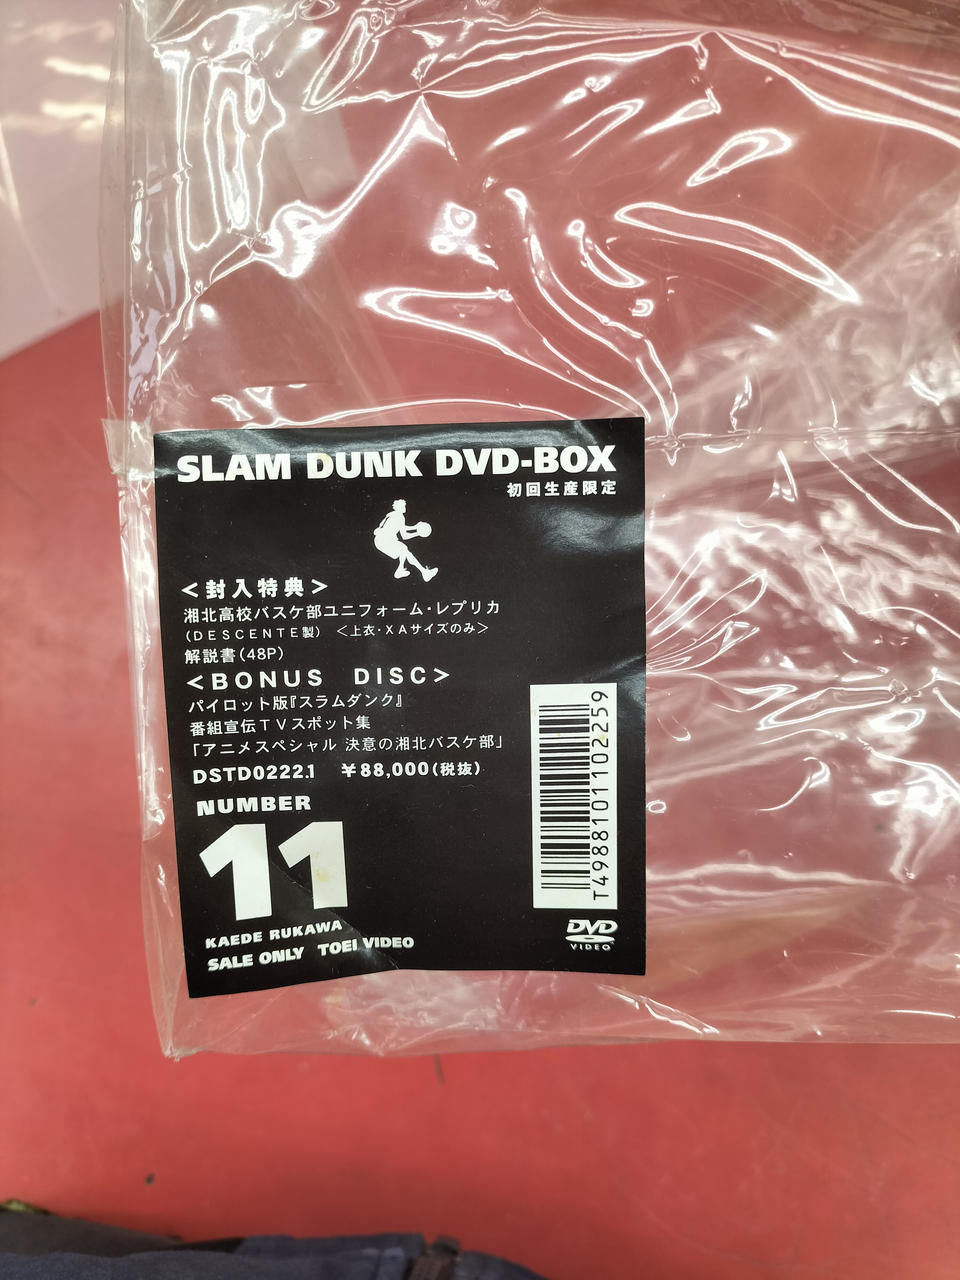 SLAM DUNK DVD-BOX
初回生産限定
＜封入特典＞
湘北高校バスケ部ユニフォーム・レプリカ
(DESCENTE製) ＜上衣・XAサイズのみ＞
解説書(48P)
＜BONUS DISC＞
パイロット版『スラムダンク』
番組宣伝TVスポット集
「アニメスペシャル 決意の湘北バスケ部」
DSTD02221 ¥88,000(税抜)
NUMBER
11
KAEDE RUKAWA
SALE ONLY TOEI VIDEO
T4988101102259
DVD
VIDEO